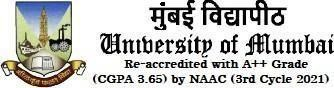 मुंबई विद्यापीठ
University of Mumbai
Re-accredited with A++ Grade
(CGPA 3.65) by NAAC (3rd Cycle 2021)